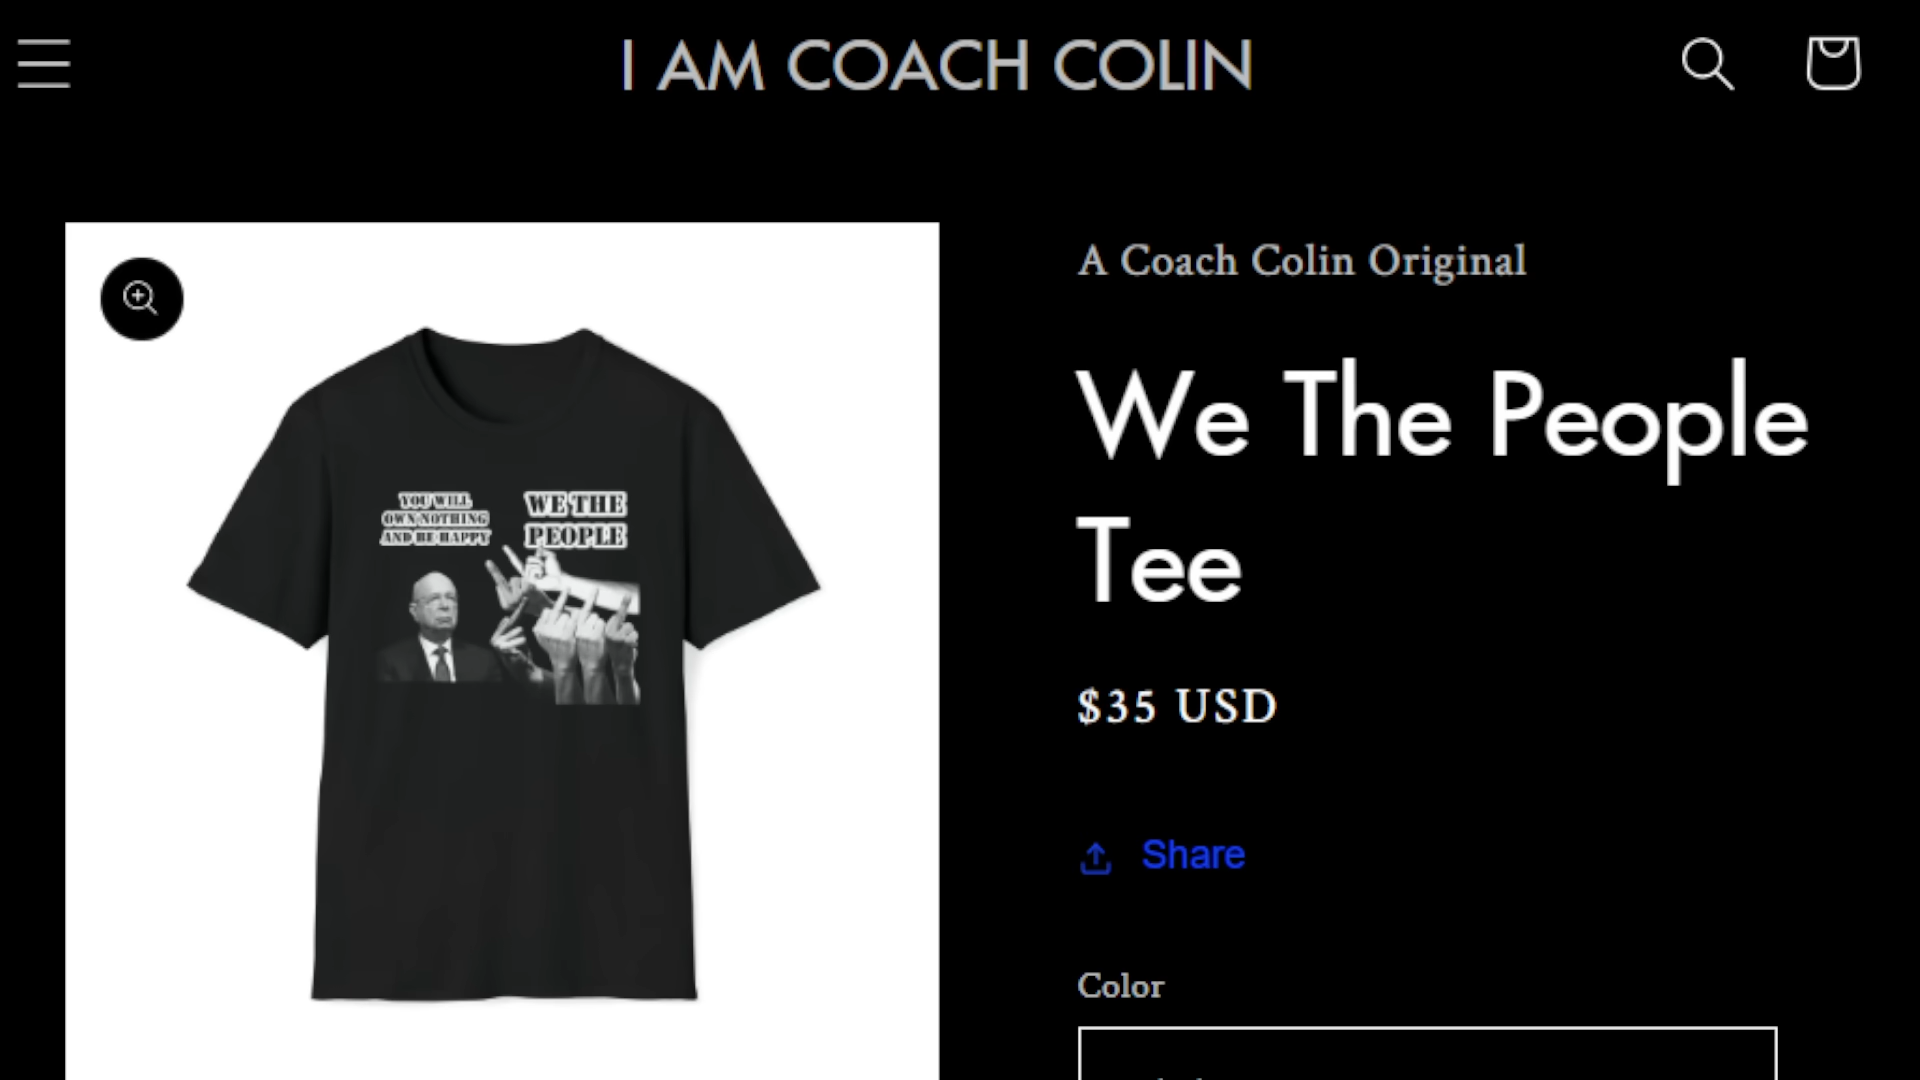 I AM COACH COLIN
A Coach Colin Original
We The People
Tee
$35 USD
Share
Color
YOU WILL
OWN NOTHING
AND BE HAPPY
WE THE
PEOPLE